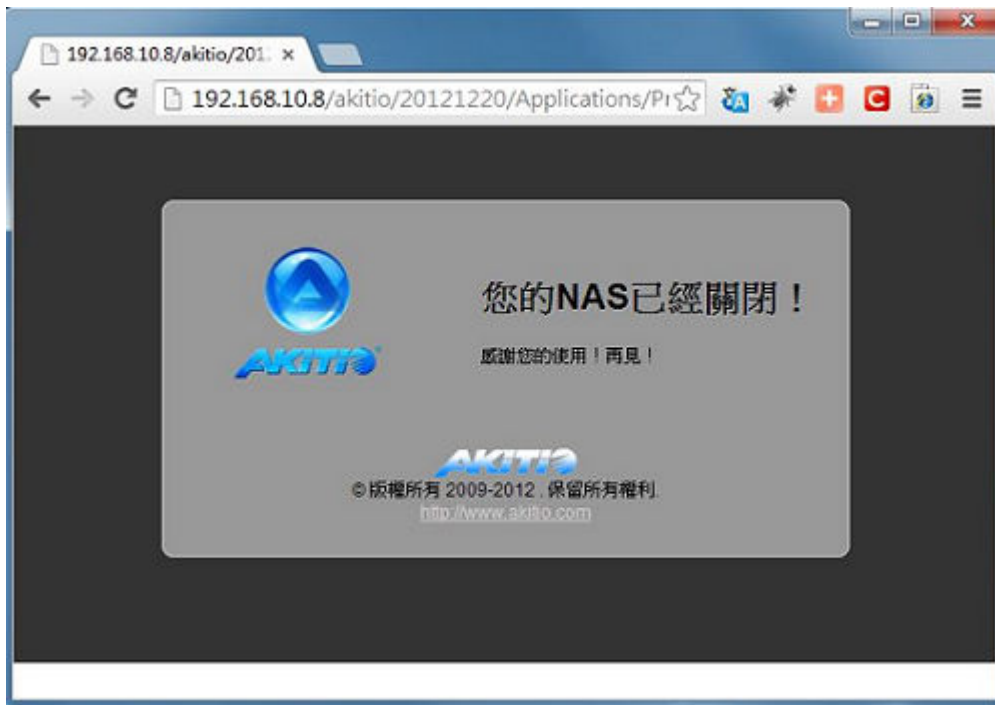 192.168.10.8/akitio/201
192.168.10.8/akitio/20121220/Applications/Pr
您的NAS已經關閉！
AKITIO
感謝您的使用！再見！
AKITIO
©版權所有 2009-2012 . 保留所有權利.
http://www.akitio.com